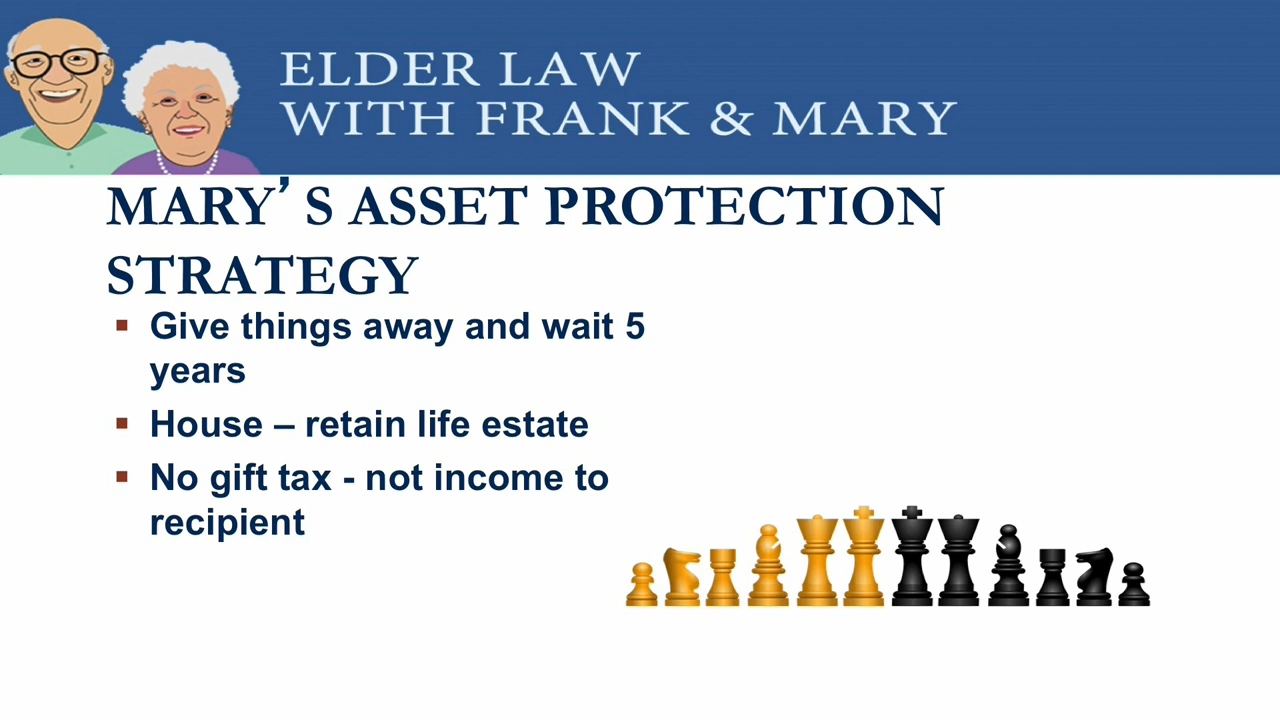 ELDER LAW
WITH FRANK & MARY
MARY’S ASSET PROTECTION
STRATEGY
Give things away and wait 5
years
House – retain life estate
No gift tax - not income to
recipient